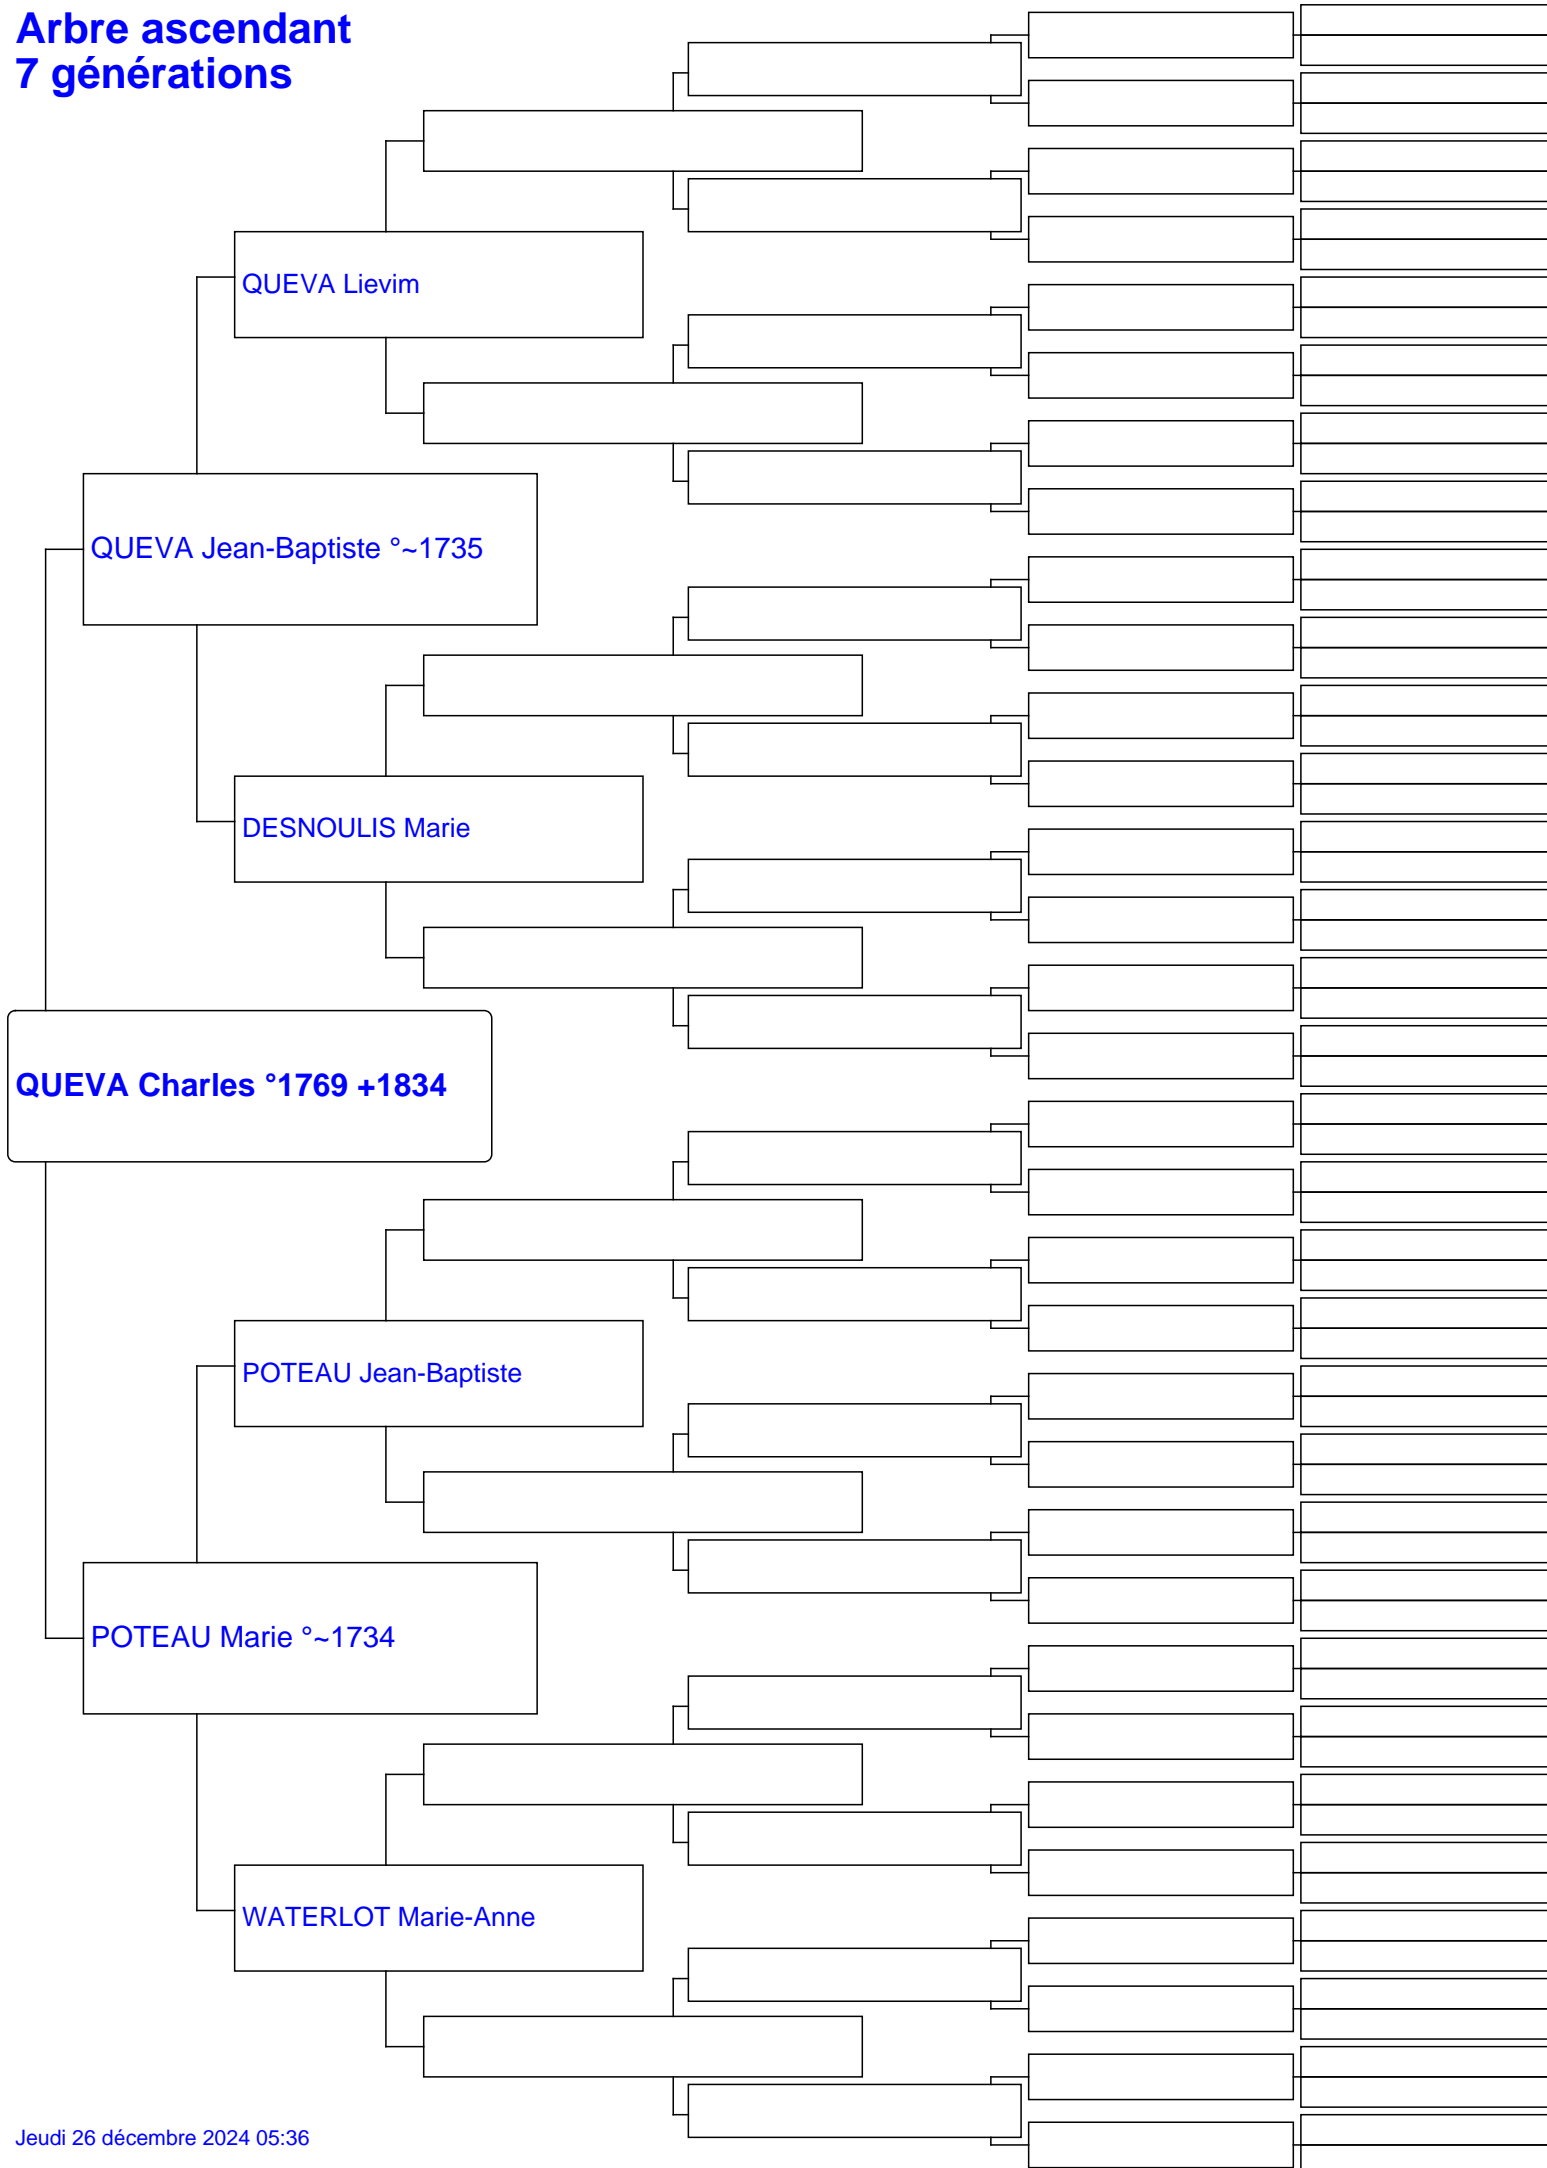 Arbre ascendant
7 générations
QUEVA Lievim
QUEVA Jean-Baptiste °~1735
DESNOULIS Marie
QUEVA Charles °1769 +1834
POTEAU Jean-Baptiste
POTEAU Marie °~1734
WATERLOT Marie-Anne
Jeudi 26 décembre 2024 05:36